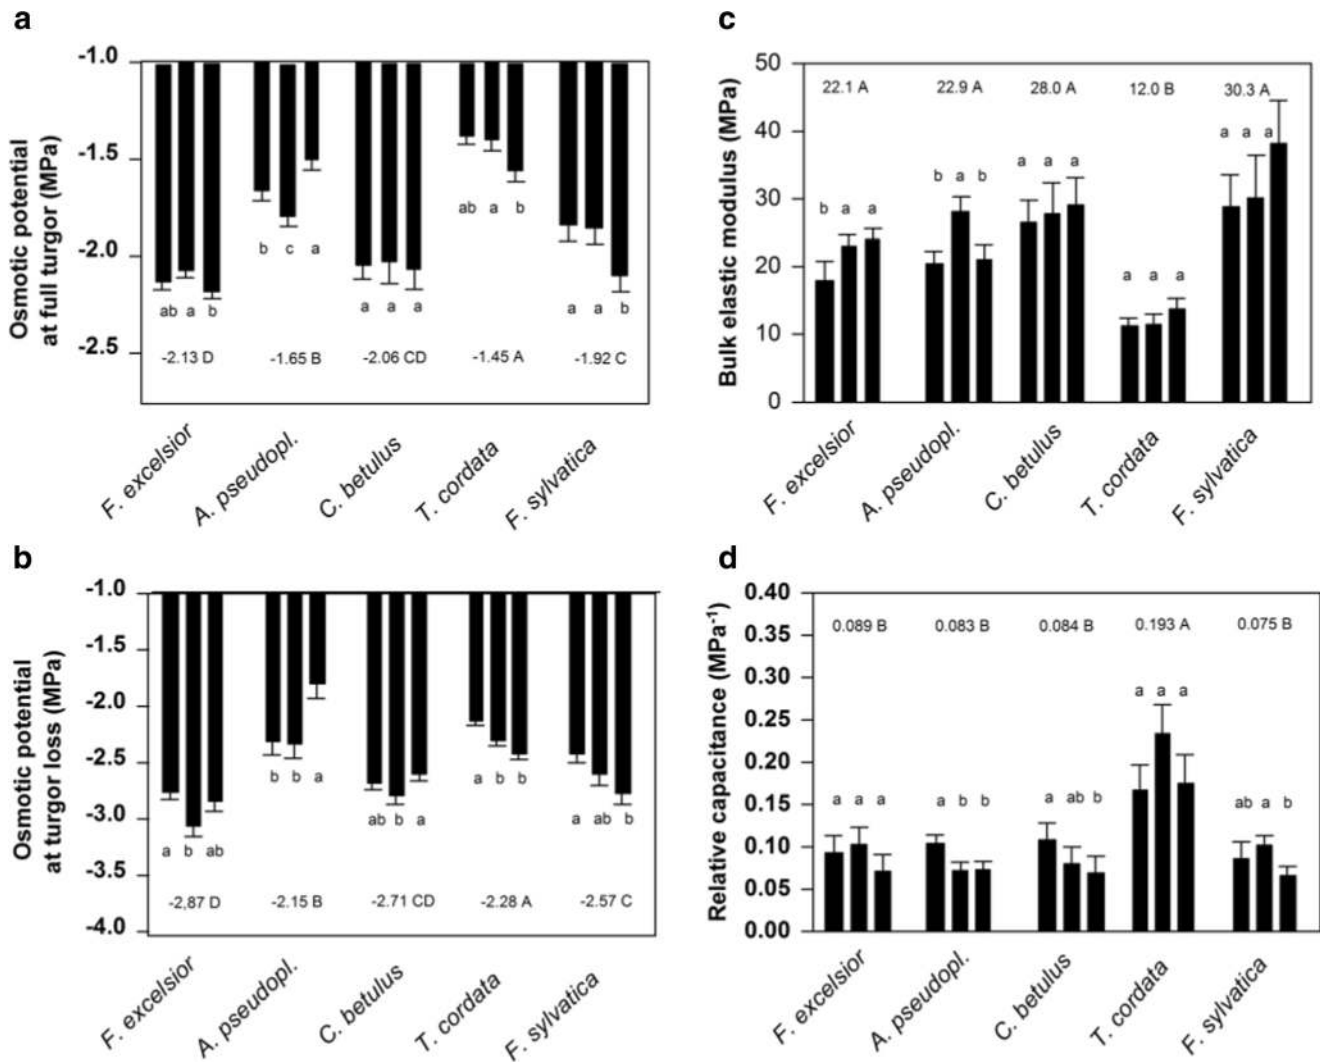 a
Osmotic potential
at full turgor (MPa)
-1.0
-1.5
-2.0
-2.5
b c a
ab a b
ab a b
a a a
a a b
-2.13 D -1.65 B -2.06 CD -1.45 A -1.92 C
F. excelsior
A. pseudopl.
C. betulus
T. cordata
F. sylvatica
b
Osmotic potential
at turgor loss (MPa)
-1.0
-1.5
-2.0
-2.5
-3.0
-3.5
-4.0
b b a
a b b
ab b a
a ab b
a b ab
-2,87 D -2.15 B -2.71 CD -2.28 A -2.57 C
F. excelsior
A. pseudopl.
C. betulus
T. cordata
F. sylvatica
c
Bulk elastic modulus (MPa)
50
40
30
20
10
0
22.1 A 22.9 A 28.0 A 12.0 B 30.3 A
a a a
a a a
b a b
b a a
a a a
F. excelsior
A. pseudopl.
C. betulus
T. cordata
F. sylvatica
d
Relative capacitance (MPa-1)
0.40
0.35
0.30
0.25
0.20
0.15
0.10
0.05
0.00
0.089 B 0.083 B 0.084 B 0.193 A 0.075 B
a a a
a a a
a b b
a ab b
ab a b
F. excelsior
A. pseudopl.
C. betulus
T. cordata
F. sylvatica